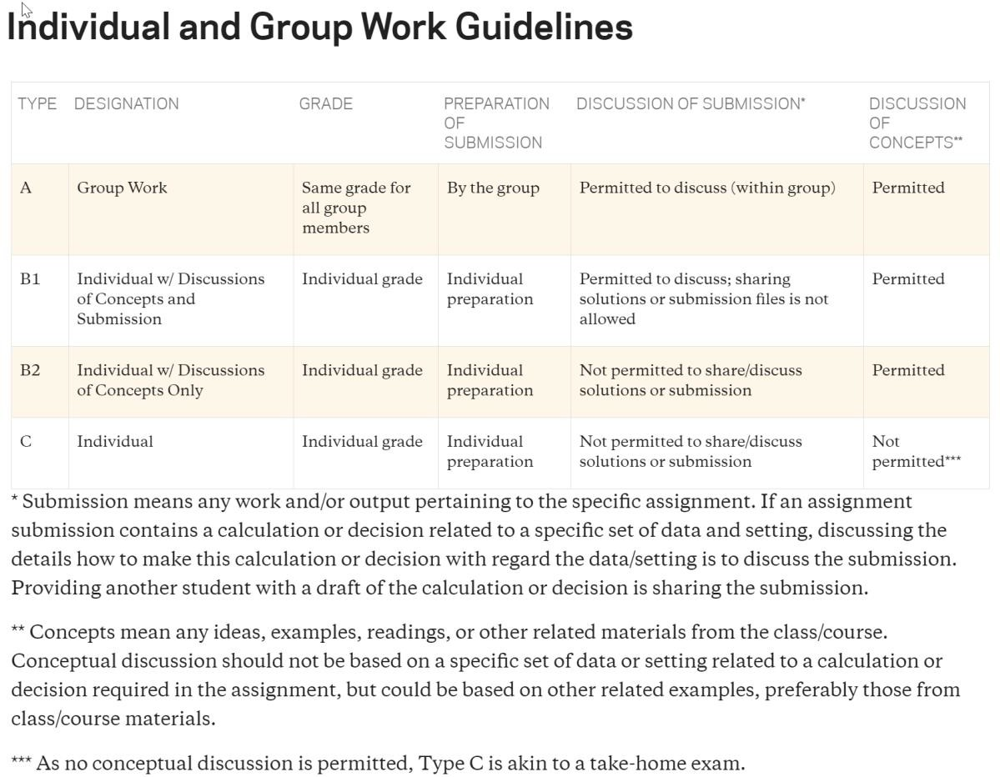 Individual and Group Work Guidelines
TYPE DESIGNATION GRADE PREPARATION OF SUBMISSION DISCUSSION OF SUBMISSION* DISCUSSION OF CONCEPTS**
A Group Work Same grade for all group members By the group Permitted to discuss (within group) Permitted
B1 Individual w/ Discussions of Concepts and Submission Individual grade Individual preparation Permitted to discuss; sharing solutions or submission files is not allowed Permitted
B2 Individual w/ Discussions of Concepts Only Individual grade Individual preparation Not permitted to share/discuss solutions or submission Permitted
C Individual Individual grade Individual preparation Not permitted to share/discuss solutions or submission Not permitted***
* Submission means any work and/or output pertaining to the specific assignment. If an assignment
submission contains a calculation or decision related to a specific set of data and setting, discussing the
details how to make this calculation or decision with regard the data/setting is to discuss the submission.
Providing another student with a draft of the calculation or decision is sharing the submission.
** Concepts mean any ideas, examples, readings, or other related materials from the class/course.
Conceptual discussion should not be based on a specific set of data or setting related to a calculation or
decision required in the assignment, but could be based on other related examples, preferably those from
class/course materials.
*** As no conceptual discussion is permitted, Type C is akin to a take-home exam.